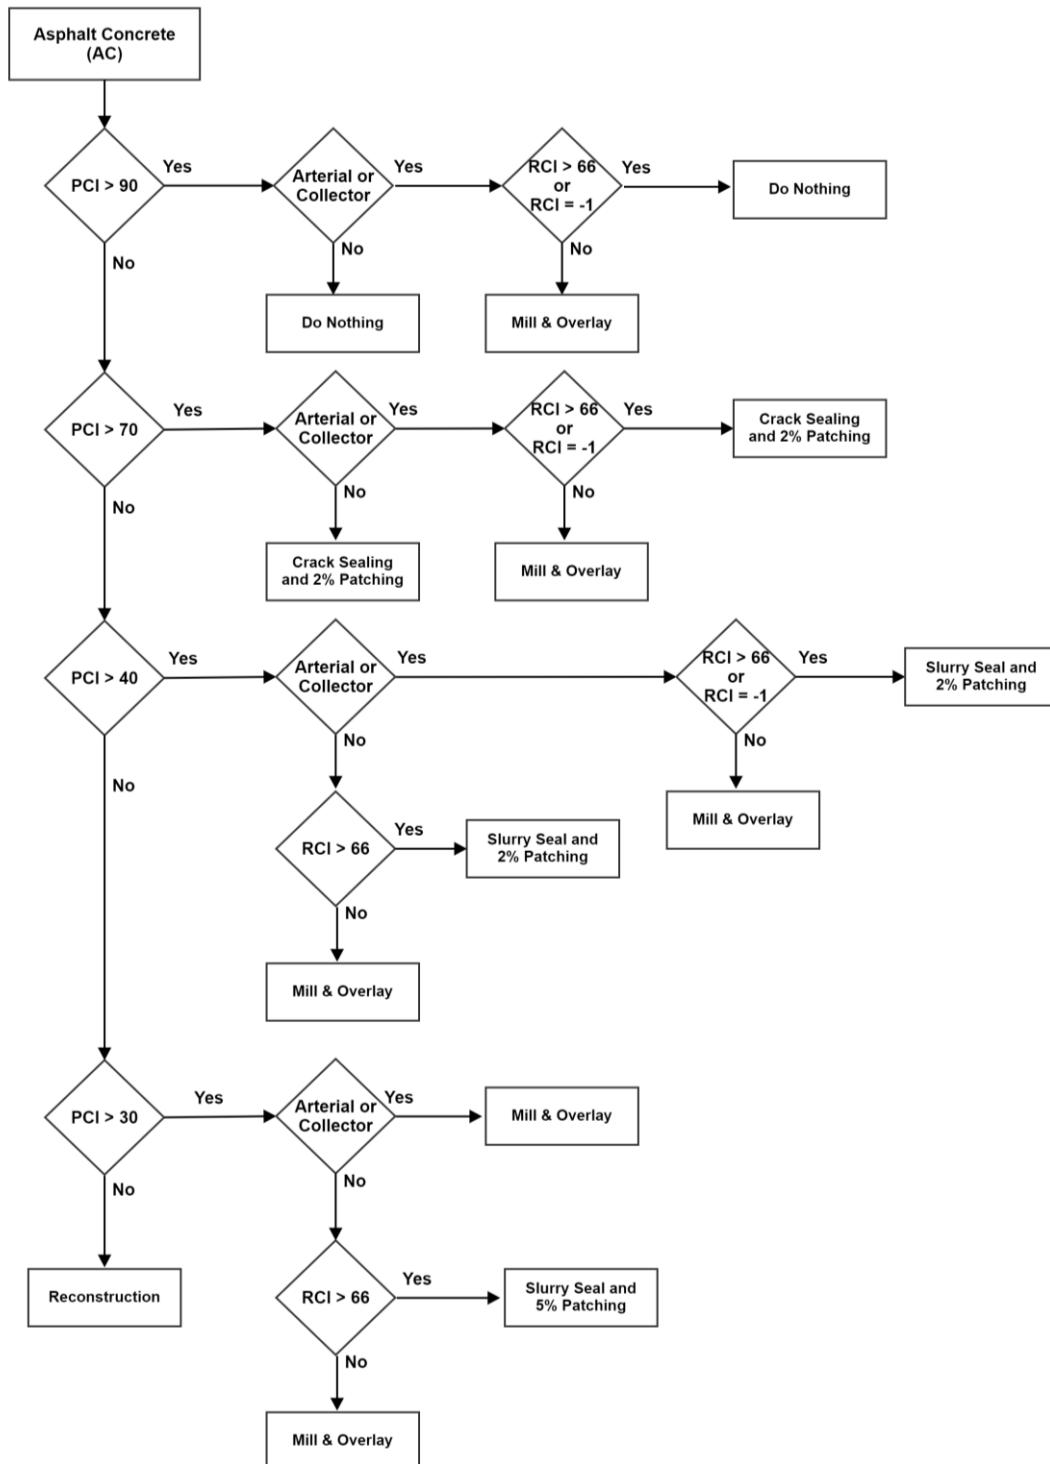 Asphalt Concrete
(AC)
PCI > 90
Yes
Arterial or
Collector
Yes
RCI > 66
or
RCI = -1
Yes
Do Nothing
No
No
No
Do Nothing
Mill & Overlay
PCI > 70
Yes
Arterial or
Collector
Yes
RCI > 66
or
RCI = -1
Yes
Crack Sealing
and 2% Patching
No
No
No
Crack Sealing
and 2% Patching
Mill & Overlay
PCI > 40
Yes
Arterial or
Collector
Yes
RCI > 66
or
RCI = -1
Yes
Slurry Seal and
2% Patching
No
No
No
Mill & Overlay
RCI > 66
Yes
Slurry Seal and
2% Patching
No
Mill & Overlay
PCI > 30
Yes
Arterial or
Collector
Yes
Mill & Overlay
No
No
Reconstruction
RCI > 66
Yes
Slurry Seal and
5% Patching
No
Mill & Overlay